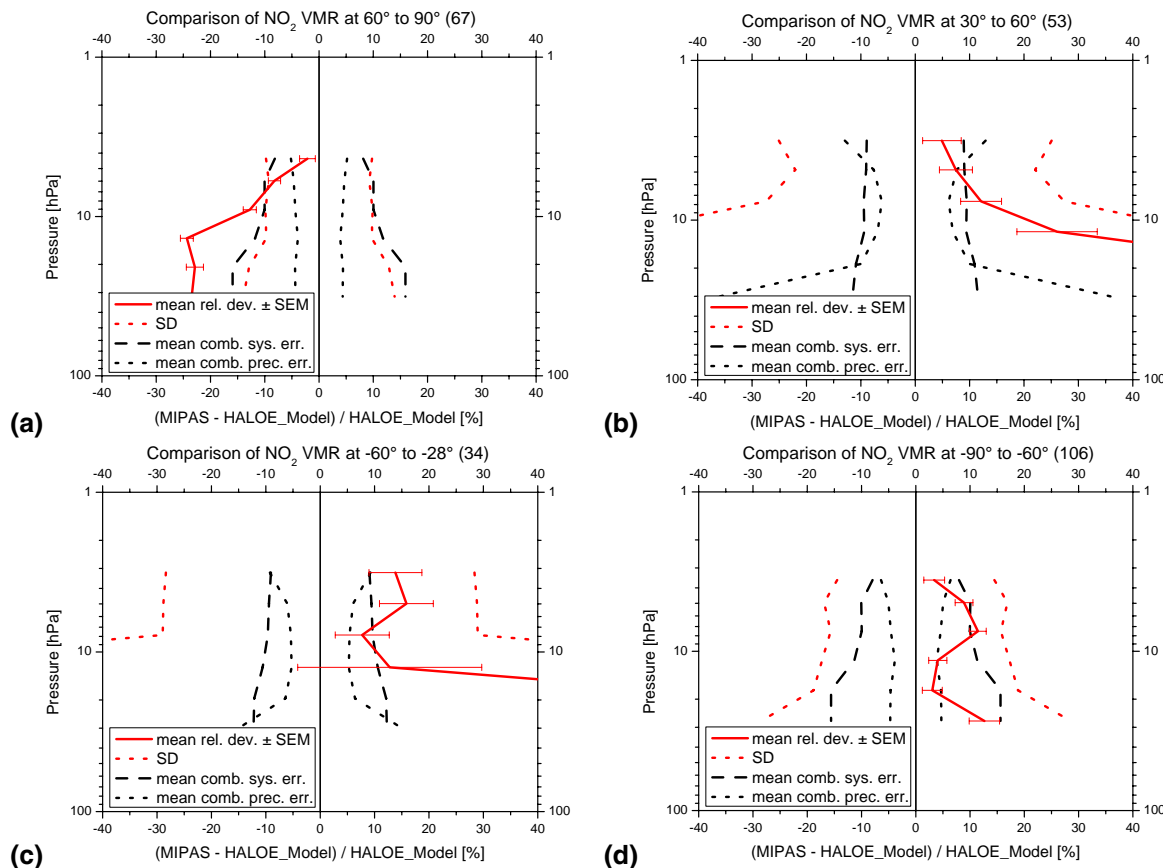 Comparison of NO2 VMR at 60° to 90° (67)
-40 -30 -20 -10 0 10 20 30 40
1 1
10 10
100 100
Pressure [hPa]
mean rel. dev. ± SEM
SD
mean comb. sys. err.
mean comb. prec. err.
-40 -30 -20 -10 0 10 20 30 40
(MIPAS - HALOE_Model) / HALOE_Model [%]
(a)
Comparison of NO2 VMR at 30° to 60° (53)
-40 -30 -20 -10 0 10 20 30 40
1 1
10 10
100 100
Pressure [hPa]
mean rel. dev. ± SEM
SD
mean comb. sys. err.
mean comb. prec. err.
-40 -30 -20 -10 0 10 20 30 40
(MIPAS - HALOE_Model) / HALOE_Model [%]
(b)
Comparison of NO2 VMR at -60° to -28° (34)
-40 -30 -20 -10 0 10 20 30 40
1 1
10 10
100 100
Pressure [hPa]
mean rel. dev. ± SEM
SD
mean comb. sys. err.
mean comb. prec. err.
-40 -30 -20 -10 0 10 20 30 40
(MIPAS - HALOE_Model) / HALOE_Model [%]
(c)
Comparison of NO2 VMR at -90° to -60° (106)
-40 -30 -20 -10 0 10 20 30 40
1 1
10 10
100 100
Pressure [hPa]
mean rel. dev. ± SEM
SD
mean comb. sys. err.
mean comb. prec. err.
-40 -30 -20 -10 0 10 20 30 40
(MIPAS - HALOE_Model) / HALOE_Model [%]
(d)